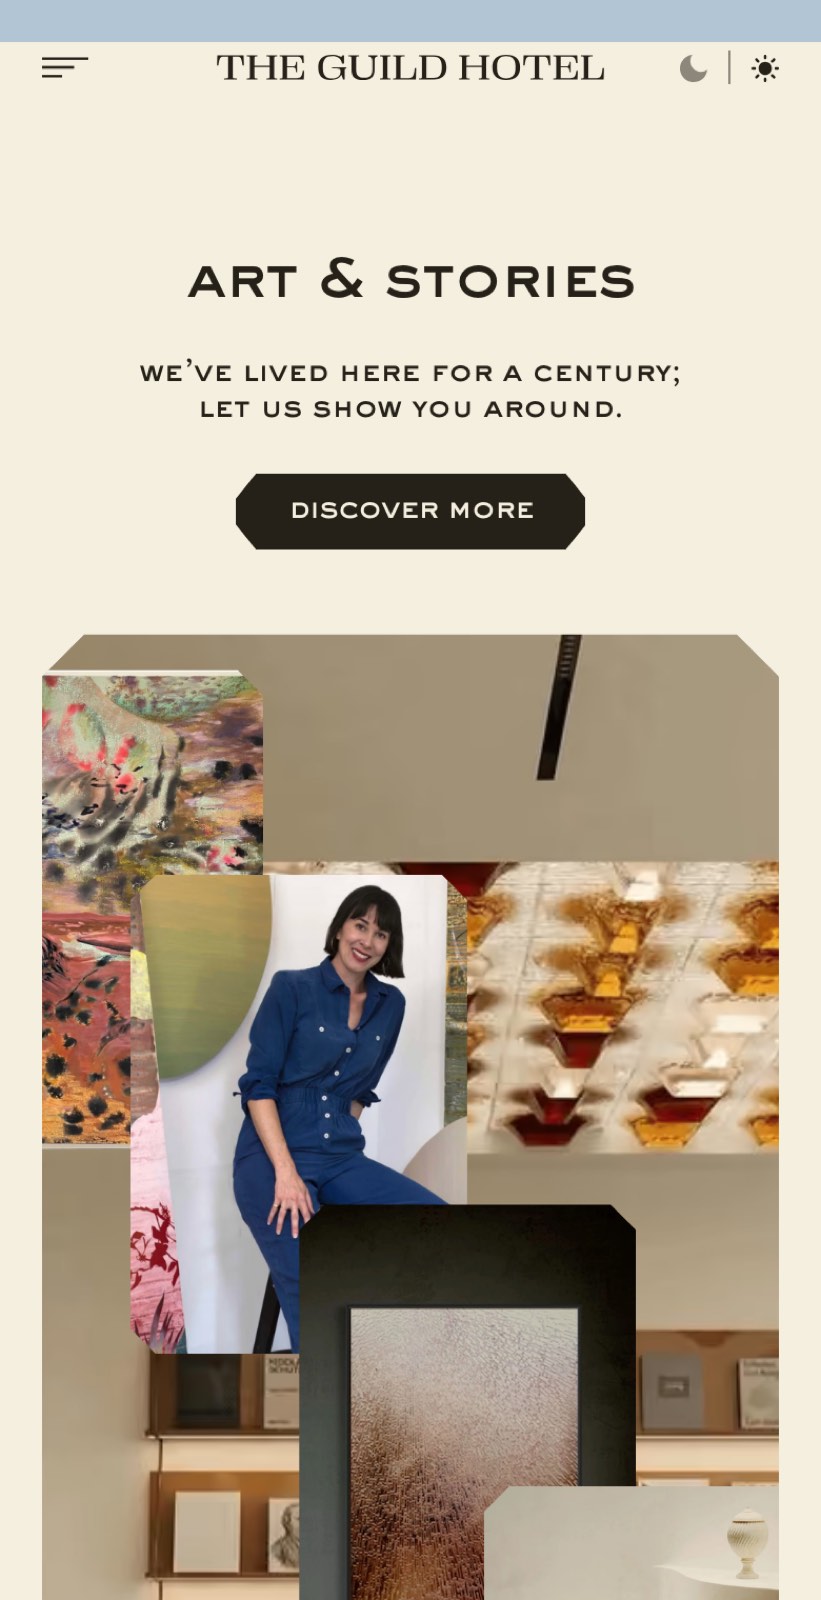 THE GUILD HOTEL
ART & STORIES
WE'VE LIVED HERE FOR A CENTURY;
LET US SHOW YOU AROUND.
DISCOVER MORE